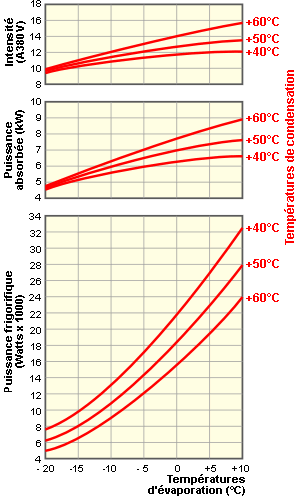 Intensité
(A380V)
18
16
14
12
10
8
+60°C
+50°C
+40°C
Puissance
absorbée (kW)
10
9
8
7
6
5
4
+60°C
+50°C
+40°C
Températures de condensation
Puissance frigorifique
(Watts x 1000)
34
32
30
28
26
24
22
20
18
16
14
12
10
8
6
4
+40°C
+50°C
+60°C
- 20 -15 -10 - 5 0 +5 +10
Températures
d'évaporation (°C)